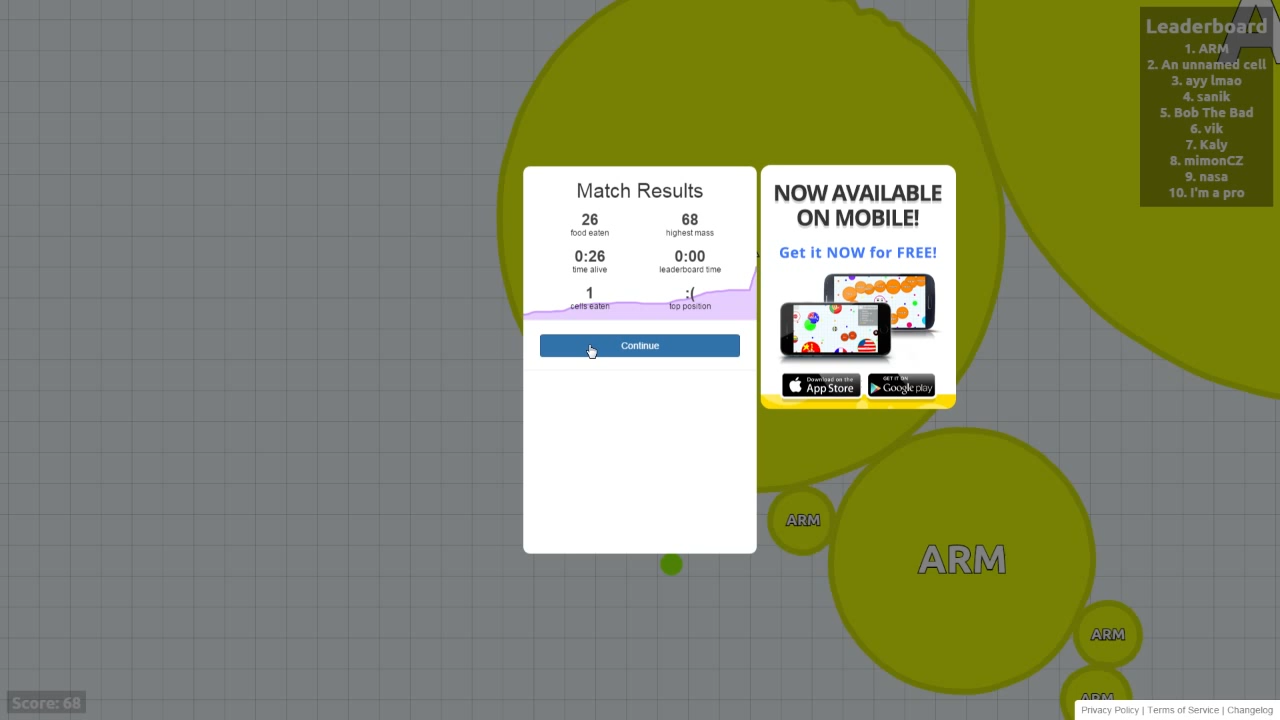 Leaderboard
1. ARM
2. An unnamed cell
3. ayy lmao
4. sanik
5. Bob The Bad
6. vik
7. Kaly
8. mimonCZ
9. nasa
10. I'm a pro
Match Results
26
food eaten
68
highest mass
0:26
time alive
0:00
leaderboard time
1
cells eaten
:(
top position
Continue
NOW AVAILABLE
ON MOBILE!
Get it NOW for FREE!
Download on the
App Store
GET IT ON
Google play
ARM
ARM
ARM
ARM
Score: 68
Privacy Policy | Terms of Service | Changelog